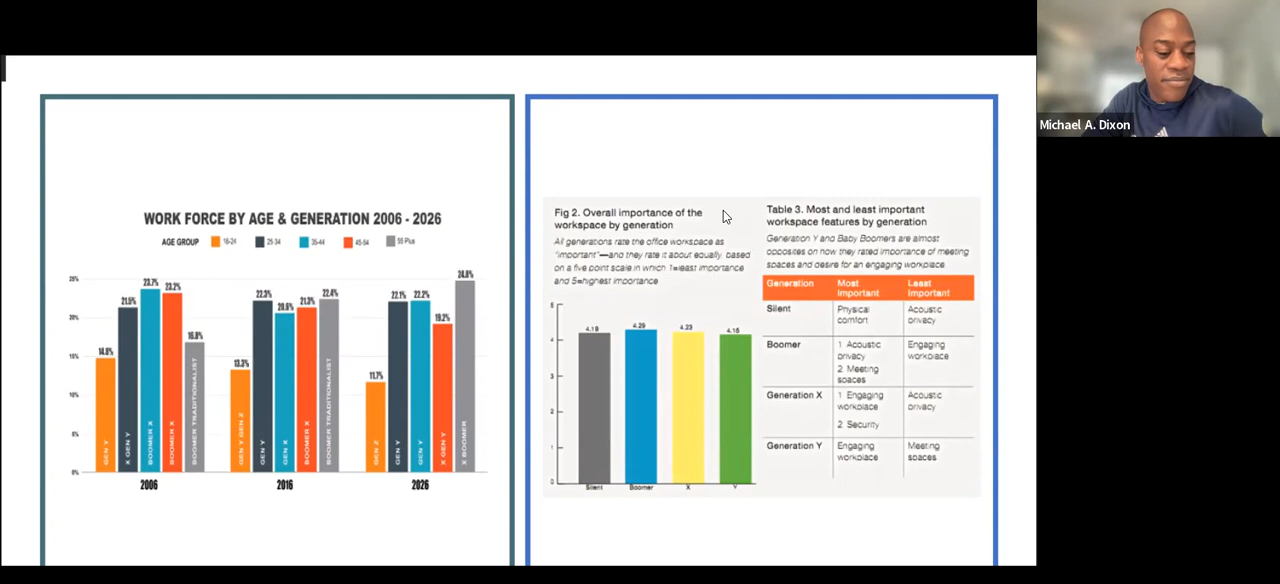 WORK FORCE BY AGE & GENERATION 2006 - 2026
AGE GROUP 16-24 25-34 35-44 45-54 55 Plus
25%
20%
15%
10%
5%
0%
14.8%
21.5%
23.7%
23.2%
16.8%
GEN Y
X GEN Y
BOOMER X
BOOMER X
BOOMER TRADITIONALIST
2006
13.3%
22.3%
20.6%
21.3%
22.4%
GEN Y GEN Z
GEN Y
GEN X
BOOMER X
BOOMER TRADITIONALIST
2016
11.7%
22.1%
22.2%
19.2%
24.8%
GEN Z
GEN Y
GEN Y
X GEN Y
X BOOMER
2026
Fig 2. Overall importance of the
workspace by generation
All generations rate the office workspace as
"important"—and they rate it about equally, based
on a five point scale in which 1=least importance
and 5=highest importance
5
4
3
2
1
0
4.19
4.29
4.23
4.15
Silent
Boomer
X
Y
Table 3. Most and least important
workspace features by generation
Generation Y and Baby Boomers are almost
opposites on how they rated importance of meeting
spaces and desire for an engaging workplace
Generation Most Least
Important Important
Silent Physical Acoustic
comfort privacy
Boomer 1 Acoustic Engaging
privacy workplace
2 Meeting
spaces
Generation X 1 Engaging Acoustic
workplace privacy
2 Security
Generation Y Engaging Meeting
workplace spaces
Michael A. Dixon